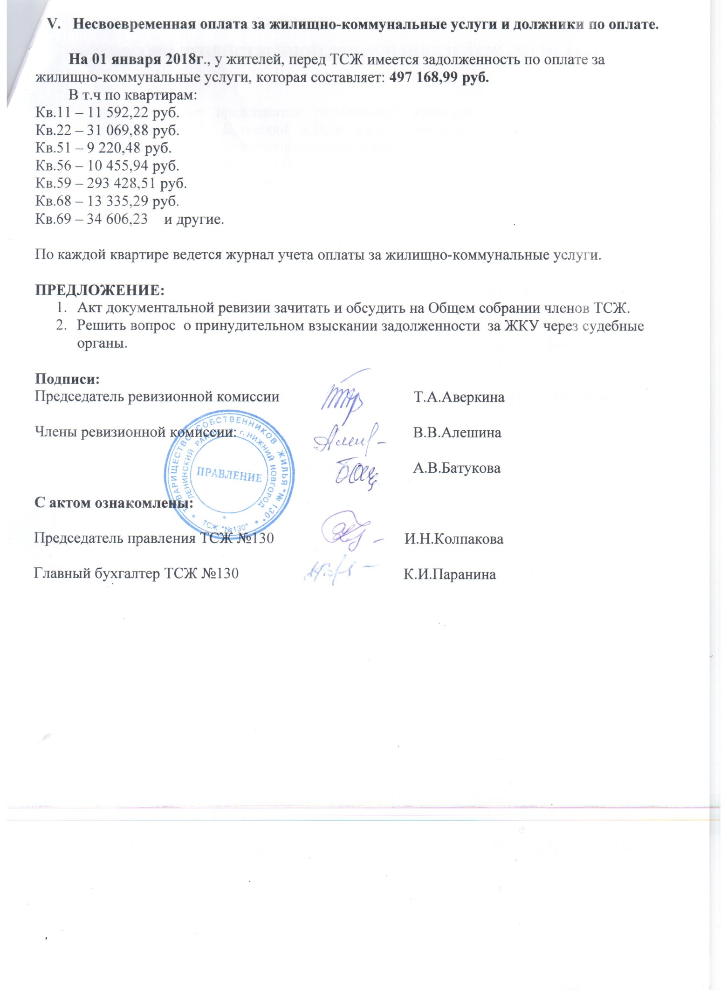 V. Несвоевременная оплата за жилищно-коммунальные услуги и должники по оплате.
На 01 января 2018г., у жителей, перед ТСЖ имеется задолженность по оплате за
жилищно-коммунальные услуги, которая составляет: 497 168,99 руб.
В т.ч по квартирам:
Кв.11 – 11 592,22 руб.
Кв.22 – 31 069,88 руб.
Кв.51 – 9 220,48 руб.
Кв.56 – 10 455,94 руб.
Кв.59 – 293 428,51 руб.
Кв.68 – 13 335,29 руб.
Кв.69 – 34 606,23 и другие.
По каждой квартире ведется журнал учета оплаты за жилищно-коммунальные услуги.
ПРЕДЛОЖЕНИЕ:
1. Акт документальной ревизии зачитать и обсудить на Общем собрании членов ТСЖ.
2. Решить вопрос о принудительном взыскании задолженности за ЖКУ через судебные
органы.
Подписи:
Председатель ревизионной комиссии Т.А.Аверкина
Члены ревизионной комиссии: В.В.Алешина
А.В.Батукова
С актом ознакомлены:
Председатель правления ТСЖ №130 И.Н.Колпакова
Главный бухгалтер ТСЖ №130 К.И.Паранина
* ТОВАРИЩЕСТВО СОБСТВЕННИКОВ ЖИЛЬЯ "№ 130" *
ЛЕНИНСКИЙ РАЙОН * г. НИЖНИЙ НОВГОРОД *
ПРАВЛЕНИЕ
ТСЖ "№130"